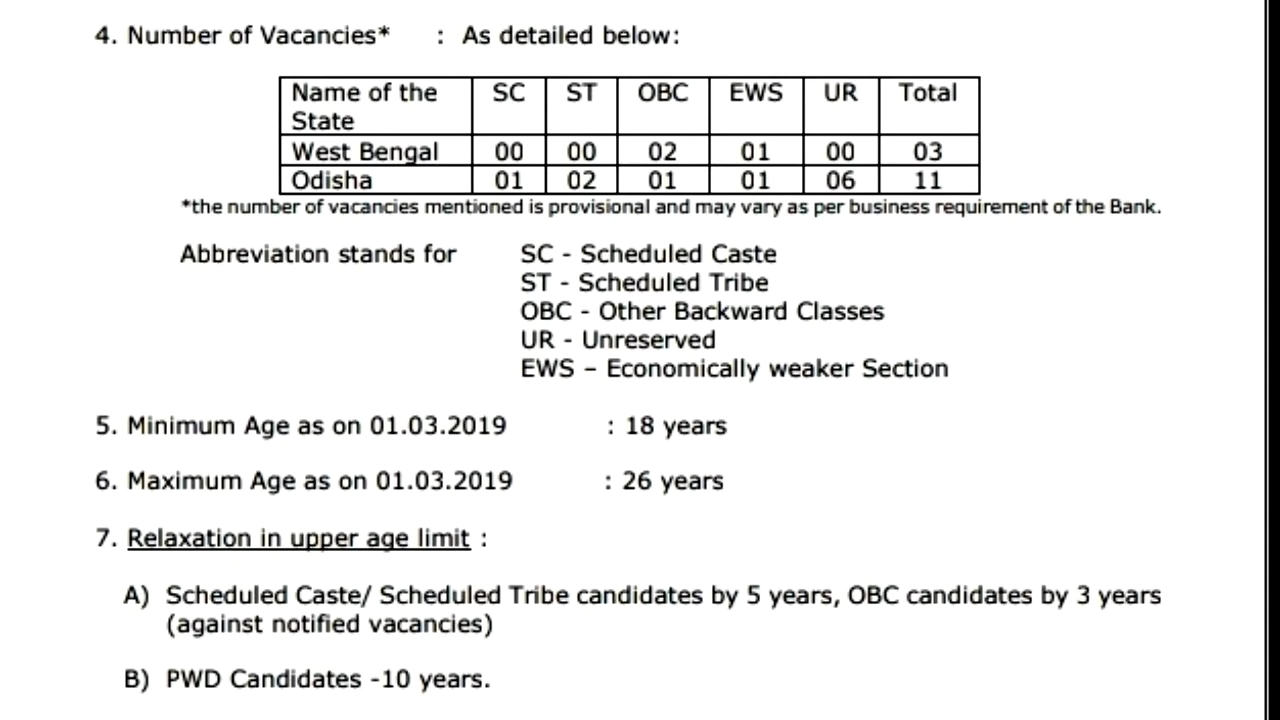 4. Number of Vacancies* : As detailed below:
Name of the State SC ST OBC EWS UR Total
West Bengal 00 00 02 01 00 03
Odisha 01 02 01 01 06 11
*the number of vacancies mentioned is provisional and may vary as per business requirement of the Bank.
Abbreviation stands for SC - Scheduled Caste
ST - Scheduled Tribe
OBC - Other Backward Classes
UR - Unreserved
EWS – Economically weaker Section
5. Minimum Age as on 01.03.2019 : 18 years
6. Maximum Age as on 01.03.2019 : 26 years
7. Relaxation in upper age limit :
A) Scheduled Caste/ Scheduled Tribe candidates by 5 years, OBC candidates by 3 years
(against notified vacancies)
B) PWD Candidates -10 years.